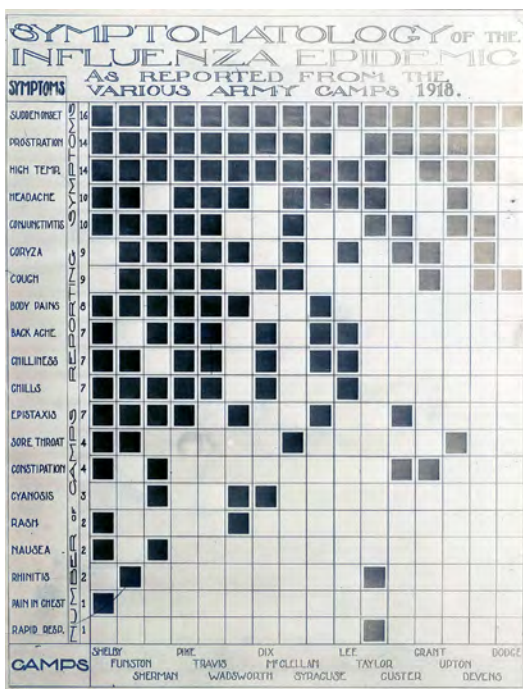 SYMPTOMATOLOGY OF THE
INFLUENZA EPIDEMIC
AS REPORTED FROM THE
VARIOUS ARMY CAMPS 1918.
SYMPTOMS
NUMBER OF CAMPS REPORTING SYMPTOMS
SUDDEN ONSET 16
PROSTRATION 14
HIGH TEMP. 14
HEADACHE 10
CONJUNCTIVITIS 10
CORYZA 9
COUGH 9
BODY PAINS 8
BACK ACHE 7
CHILLINESS 7
CHILLS 7
EPISTAXIS 7
SORE THROAT 4
CONSTIPATION 4
CYANOSIS 3
RASH 2
NAUSEA 2
RHINITIS 2
PAIN IN CHEST 1
RAPID RESP. 1
CAMPS
SHELBY PIKE DIX LEE GRANT DODGE
FUNSTON TRAVIS McCLELLAN TAYLOR UPTON
SHERMAN WADSWORTH SYRACUSE CUSTER DEVENS